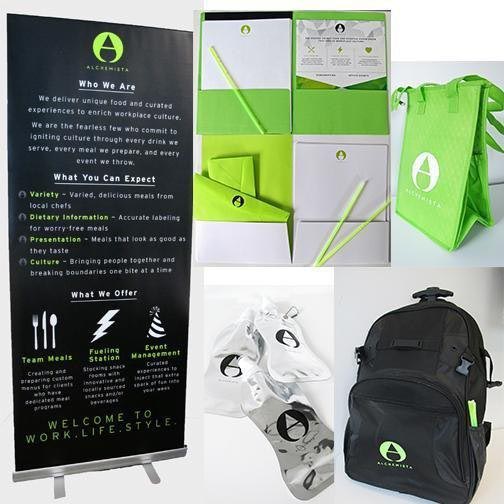 ALCHEMISTA
Who We Are
We deliver unique food and curated
experiences to enrich workplace culture.
We are the fearless few who commit to
igniting culture through every drink we
serve, every meal we prepare, and every
event we throw.
What You Can Expect
Variety – Varied, delicious meals from
local chefs
Dietary Information – Accurate labeling
for worry-free meals
Presentation – Meals that look as good as
they taste
Culture – Bringing people together and
breaking boundaries one bite at a time
What We Offer
Team Meals
Creating and
preparing custom
menus for clients
who have
dedicated meal
programs
Fueling
Station
Stocking snack
rooms with
innovative and
locally sourced
snacks and/or
beverages
Event
Management
Curated
experiences to
inject that extra
spark of fun into
your week
WELCOME TO
WORK.LIFE.STYLE.
ALCHEMISTA
ALCHEMISTA